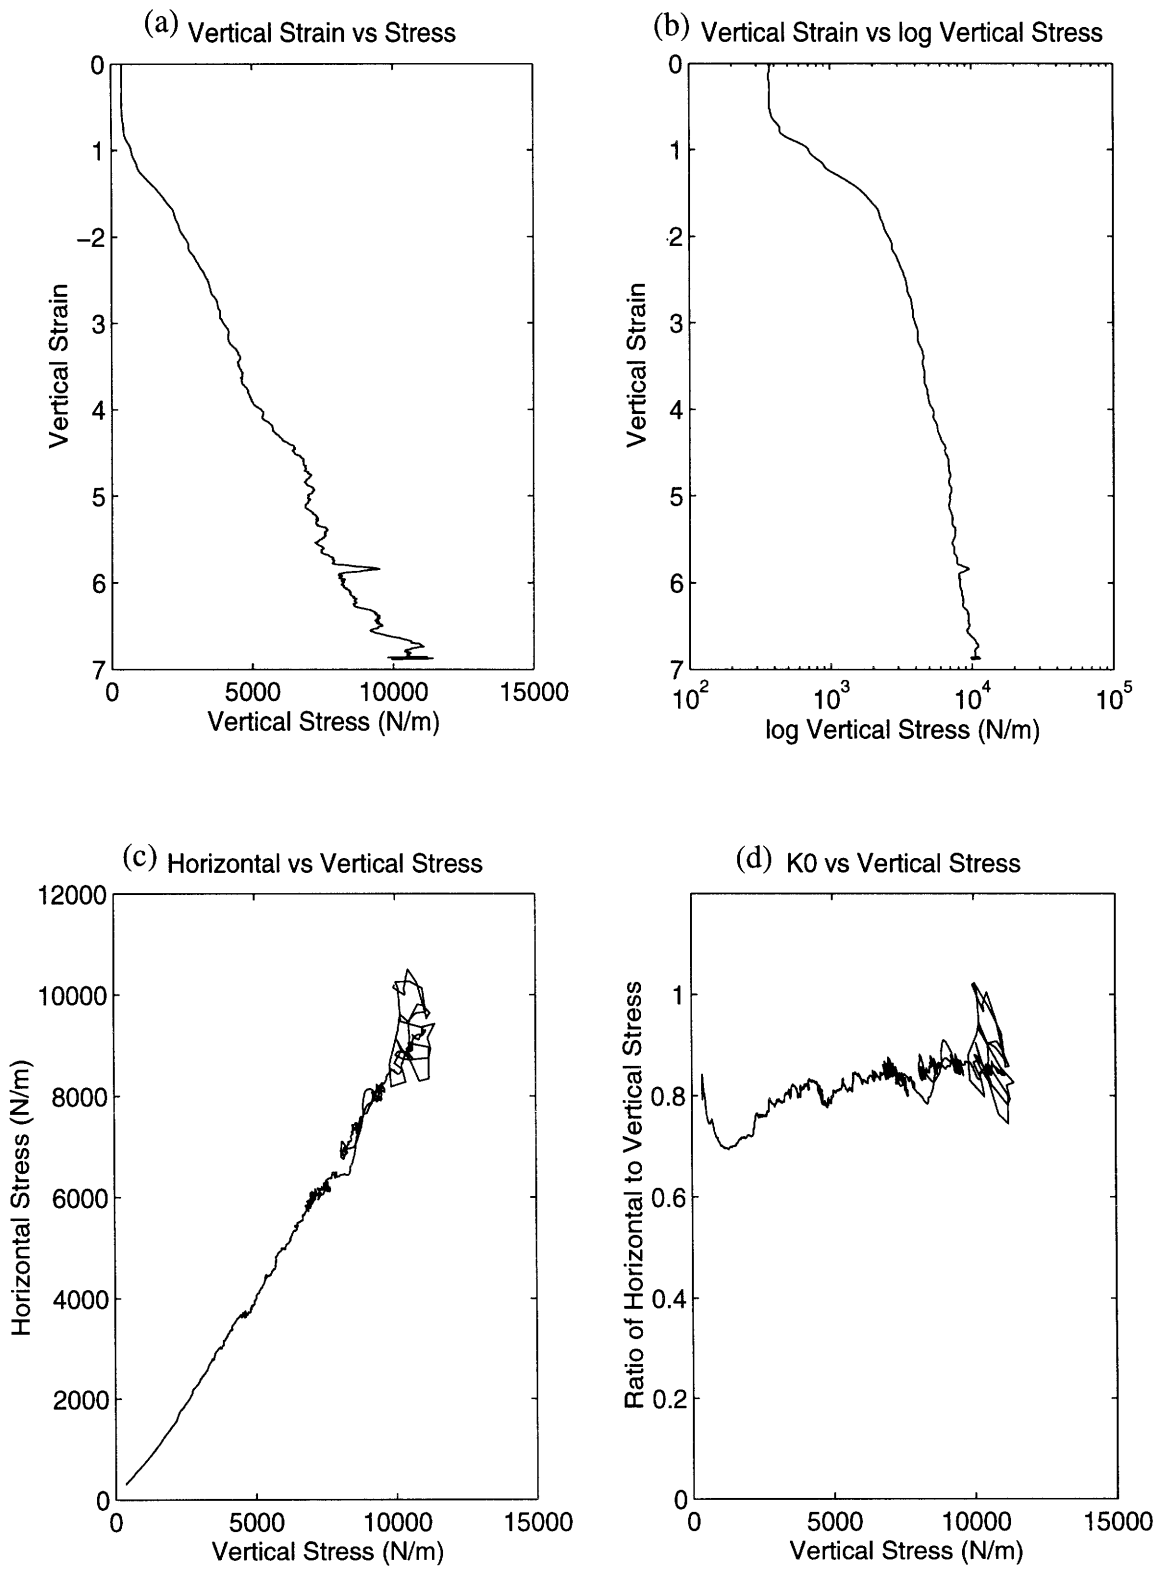 (a) Vertical Strain vs Stress
0
1
−2
3
4
5
6
7
Vertical Strain
0 5000 10000 15000
Vertical Stress (N/m)
(b) Vertical Strain vs log Vertical Stress
0
1
2
3
4
5
6
7
Vertical Strain
10^2 10^3 10^4 10^5
log Vertical Stress (N/m)
(c) Horizontal vs Vertical Stress
12000
10000
8000
6000
4000
2000
0
Horizontal Stress (N/m)
0 5000 10000 15000
Vertical Stress (N/m)
(d) K0 vs Vertical Stress
1
0.8
0.6
0.4
0.2
0
Ratio of Horizontal to Vertical Stress
0 5000 10000 15000
Vertical Stress (N/m)